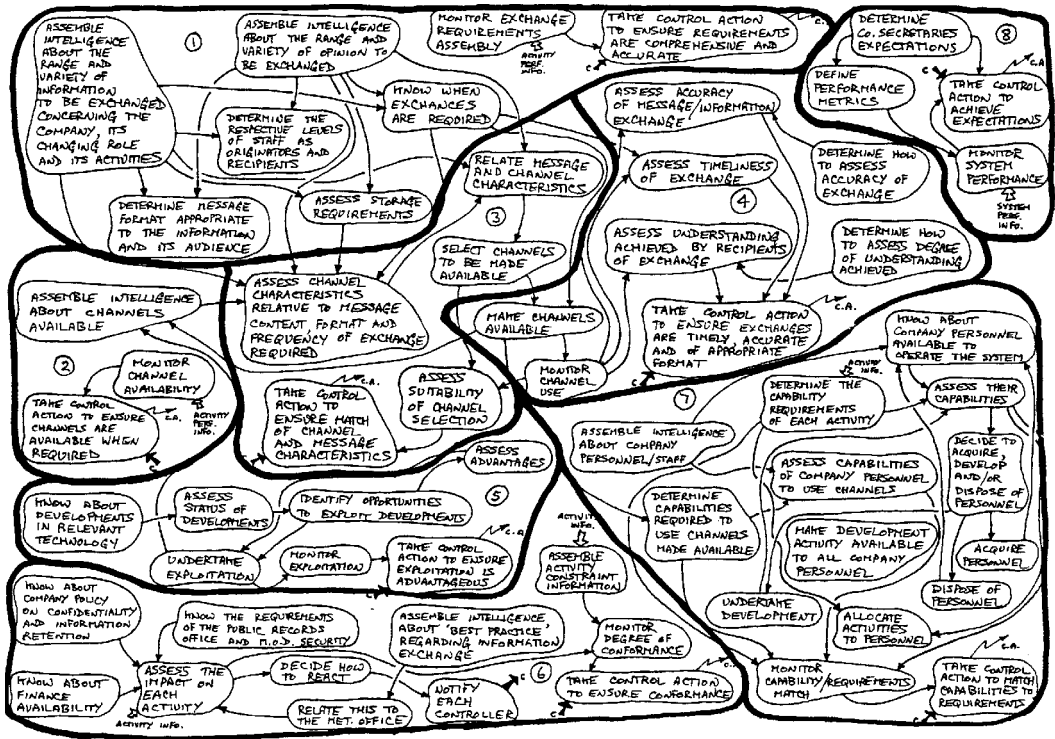 ASSEMBLE
INTELLIGENCE
ABOUT THE
RANGE AND
VARIETY OF
INFORMATION
TO BE EXCHANGED
CONCERNING THE
COMPANY, ITS
CHANGING ROLE
AND ITS ACTIVITIES
1
ASSEMBLE INTELLIGENCE
ABOUT THE RANGE AND
VARIETY OF OPINION TO
BE EXCHANGED
MONITOR EXCHANGE
REQUIREMENTS
ASSEMBLY
ACTIVITY
PERF.
INFO.
TAKE CONTROL ACTION
TO ENSURE REQUIREMENTS
ARE COMPREHENSIVE AND
ACCURATE
C.A.
C
KNOW WHEN
EXCHANCES
ARE REQUIRED
DETERMINE THE
RESPECTIVE LEVELS
OF STAFF AS
ORIGINATORS AND
RECIPIENTS
ASSESS STORAGE
REQUIREMENTS
DETERMINE MESSAGE
FORMAT APPROPRIATE
TO THE INFORMATION
AND ITS AUDIENCE
DETERMINE
CO. SECRETARIES
EXPECTATIONS
8
DEFINE
PERFORMANCE
METRICS
C
C.A.
TAKE CONTROL
ACTION TO
ACHIEVE
EXPECTATIONS
MONITOR
SYSTEM
PERFORMANCE
SYSTEM
PERF.
INFO.
ASSESS ACCURACY
OF MESSAGE/INFORMATION
EXCHANGE
ASSESS TIMELINESS
OF EXCHANGE
DETERMINE HOW
TO ASSESS
ACCURACY OF
EXCHANGE
4
ASSESS UNDERSTANDING
ACHIEVED BY RECIPIENTS
OF EXCHANGE
DETERMINE HOW
TO ASSESS DEGREE
OF UNDERSTANDING
ACHIEVED
C.A.
TAKE CONTROL ACTION
TO ENSURE EXCHANGES
ARE TIMELY, ACCURATE
AND OF APPROPRIATE
FORMAT
C
MAKE CHANNELS
AVAILABLE
MONITOR
CHANNEL
USE
RELATE MESSAGE
AND CHANNEL
CHARACTERISTICS
3
SELECT CHANNELS
TO BE MADE
AVAILABLE
ASSESS CHANNEL
CHARACTERISTICS
RELATIVE TO MESSAGE
CONTENT FORMAT AND
FREQUENCY OF EXCHANGE
REQUIRED
ASSESS
SUITABILITY
OF CHANNEL
SELECTION
C.A.
TAKE CONTROL
ACTION TO
ENSURE MATCH
OF CHANNEL
AND MESSAGE
CHARACTERISTICS
C
ASSEMBLE INTELLIGENCE
ABOUT CHANNELS
AVAILABLE
2
MONITOR
CHANNEL
AVAILABILITY
ACTIVITY
PERF.
INFO.
TAKE CONTROL
ACTION TO ENSURE
CHANNELS ARE
AVAILABLE WHEN
REQUIRED
C.A.
C
KNOW ABOUT
DEVELOPMENTS
IN RELEVANT
TECHNOLOGY
ASSESS
STATUS OF
DEVELOPMENTS
IDENTIFY OPPORTUNITIES
TO EXPLOIT DEVELOPMENTS
ASSESS
ADVANTAGES
5
UNDERTAKE
EXPLOITATION
MONITOR
EXPLOITATION
C.A.
TAKE CONTROL
ACTION TO ENSURE
EXPLOITATION IS
ADVANTAGEOUS
C
KNOW ABOUT
COMPANY POLICY
ON CONFIDENTIALITY
AND INFORMATION
RETENTION
KNOW THE REQUIREMENTS
OF THE PUBLIC RECORDS
OFFICE AND M.O.D. SECURITY
KNOW ABOUT
FINANCE
AVAILABILITY
ASSESS THE
IMPACT ON
EACH
ACTIVITY
ACTIVITY INFO.
DECIDE HOW
TO REACT
RELATE THIS TO
THE MET. OFFICE
ASSEMBLE INTELLIGENCE
ABOUT 'BEST PRACTICE'
REGARDING INFORMATION
EXCHANGE
NOTIFY
EACH
CONTROLLER
C
6
ACTIVITY
INFO.
ASSEMBLE
ACTIVITY
CONSTRAINT
INFORMATION
MONITOR
DEGREE OF
CONFORMANCE
TAKE CONTROL ACTION
TO ENSURE CONFORMANCE
C
7
KNOW ABOUT
COMPANY PERSONNEL
AVAILABLE TO
OPERATE THE SYSTEM
ACTIVITY
INFO.
DETERMINE THE
CAPABILITY
REQUIREMENTS
OF EACH ACTIVITY
ASSESS THEIR
CAPABILITIES
ASSEMBLE INTELLIGENCE
ABOUT COMPANY
PERSONNEL/STAFF
DECIDE TO
ACQUIRE,
DEVELOP
AND/OR
DISPOSE OF
PERSONNEL
ASSESS CAPABILITIES
OF COMPANY PERSONNEL
TO USE CHANNELS
DETERMINE
CAPABILITIES
REQUIRED TO
USE CHANNELS
MADE AVAILABLE
MAKE DEVELOPMENT
ACTIVITY AVAILABLE
TO ALL COMPANY
PERSONNEL
ACQUIRE
PERSONNEL
DISPOSE OF
PERSONNEL
UNDERTAKE
DEVELOPMENT
ALLOCATE
ACTIVITIES
TO PERSONNEL
MONITOR
CAPABILITY/REQUIREMENTS
MATCH
C.A.
TAKE CONTROL
ACTION TO MATCH
CAPABILITIES TO
REQUIREMENTS
C